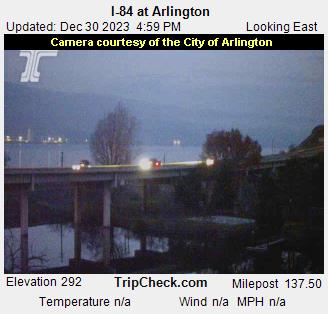 I-84 at Arlington
Updated: Dec 30 2023 4:59 PM Looking East
Camera courtesy of the City of Arlington
Elevation 292 TripCheck.com Milepost 137.50
Temperature n/a Wind n/a MPH n/a